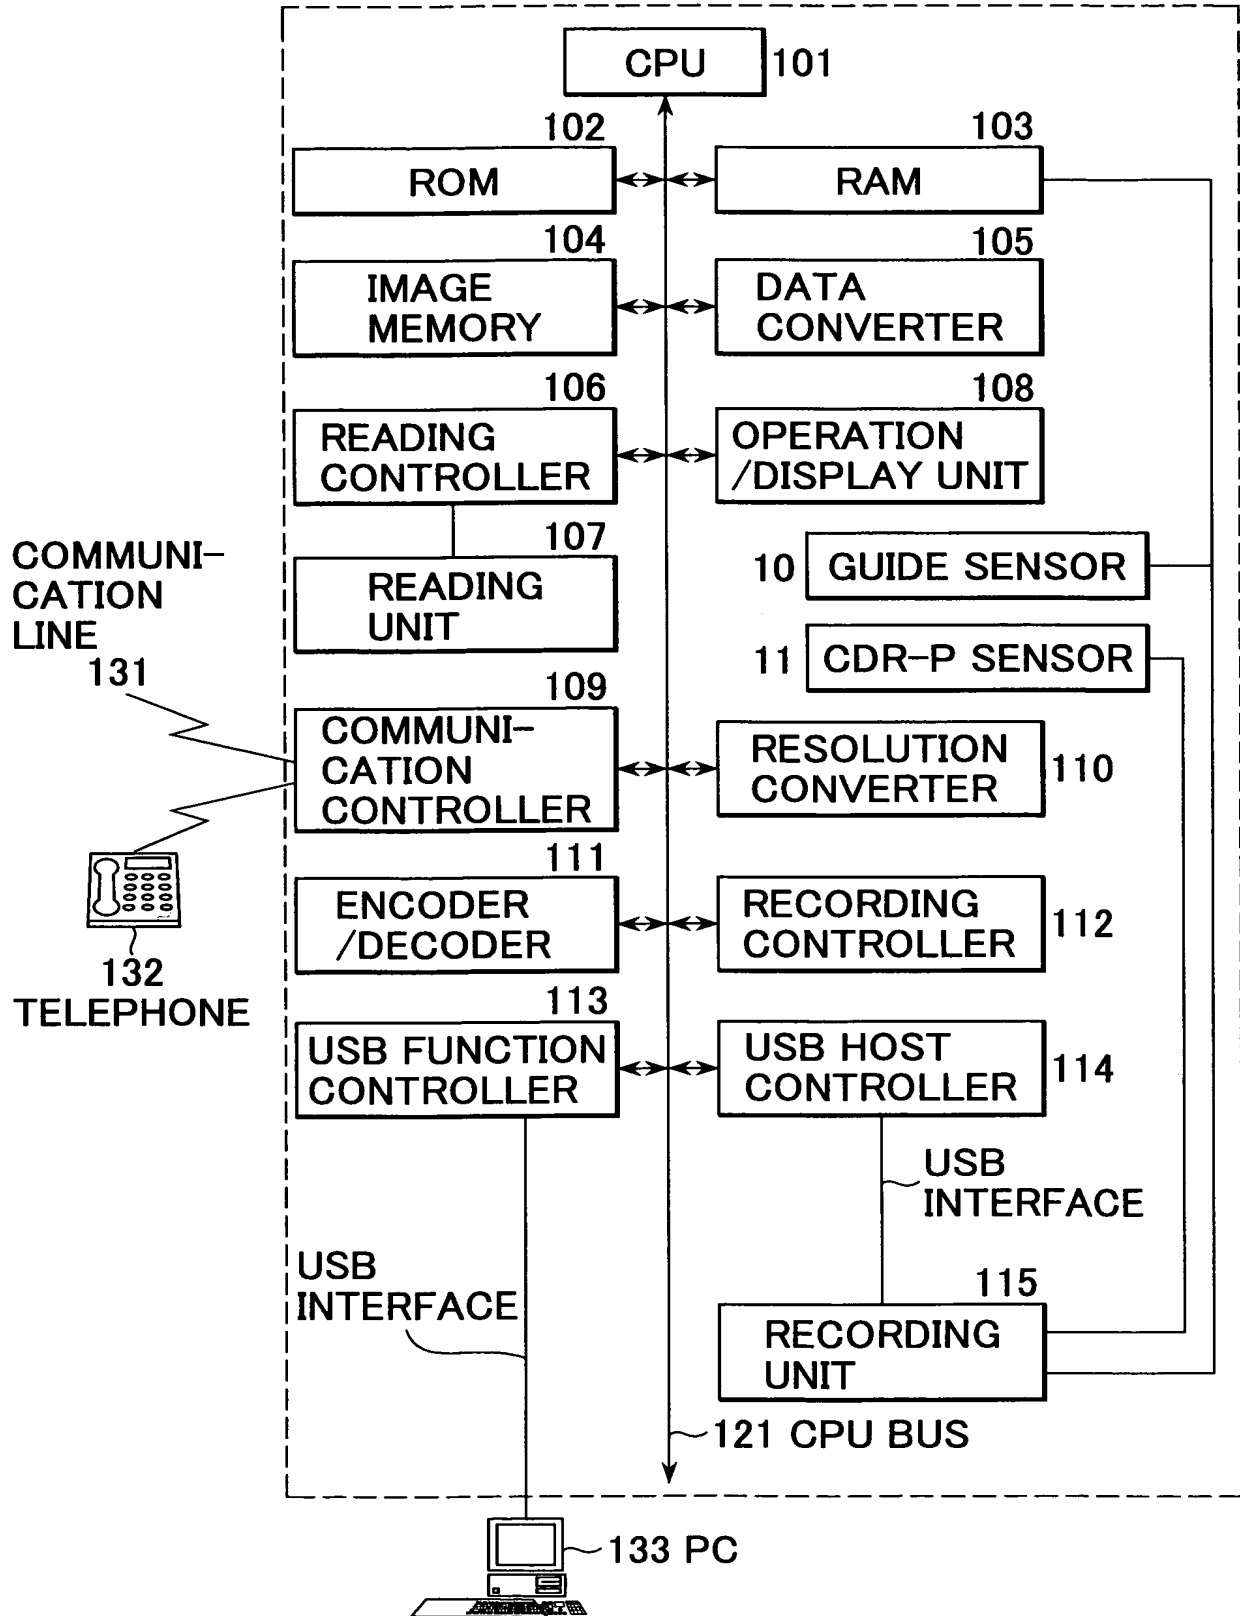 CPU 101
102
ROM
103
RAM
104
IMAGE
MEMORY
105
DATA
CONVERTER
106
READING
CONTROLLER
108
OPERATION
/DISPLAY UNIT
107
READING
UNIT
10 GUIDE SENSOR
11 CDR-P SENSOR
COMMUNI-
CATION
LINE
131
109
COMMUNI-
CATION
CONTROLLER
RESOLUTION
CONVERTER
110
132
TELEPHONE
111
ENCODER
/DECODER
RECORDING
CONTROLLER
112
113
USB FUNCTION
CONTROLLER
USB HOST
CONTROLLER
114
USB
INTERFACE
USB
INTERFACE
115
RECORDING
UNIT
121 CPU BUS
133 PC